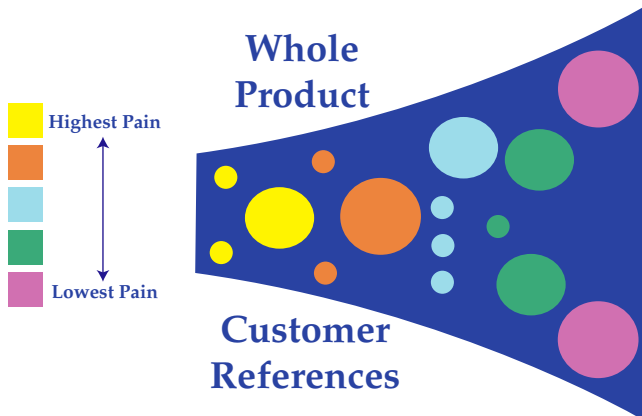 Whole
Product
Highest Pain
Lowest Pain
Customer
References